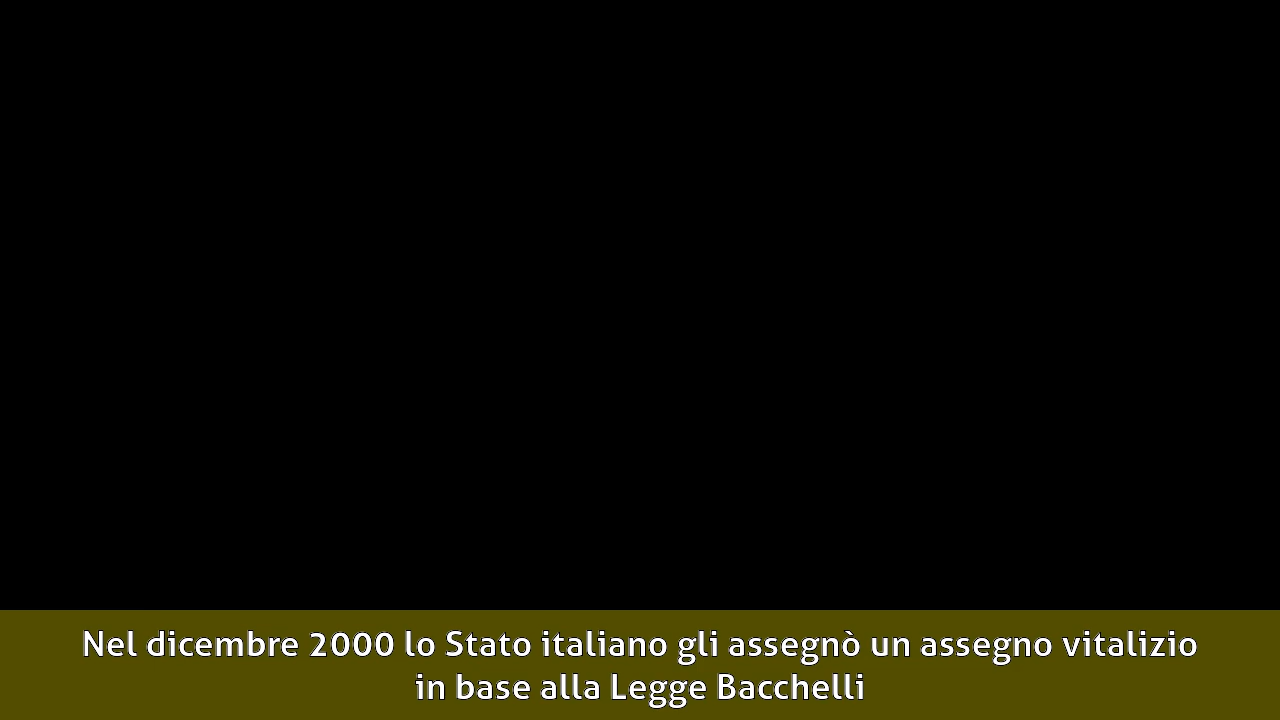 Nel dicembre 2000 lo Stato italiano gli assegnò un assegno vitalizio
in base alla Legge Bacchelli